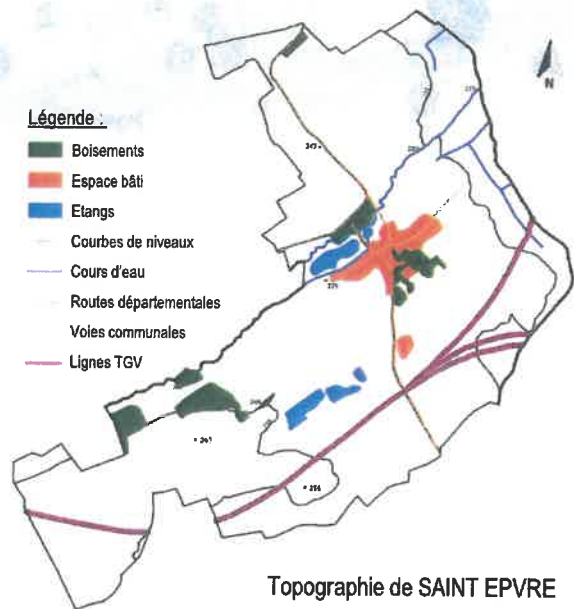 N
Légende :
Boisements
Espace bâti
Etangs
Courbes de niveaux
Cours d'eau
Routes départementales
Voies communales
Lignes TGV
Topographie de SAINT EPVRE